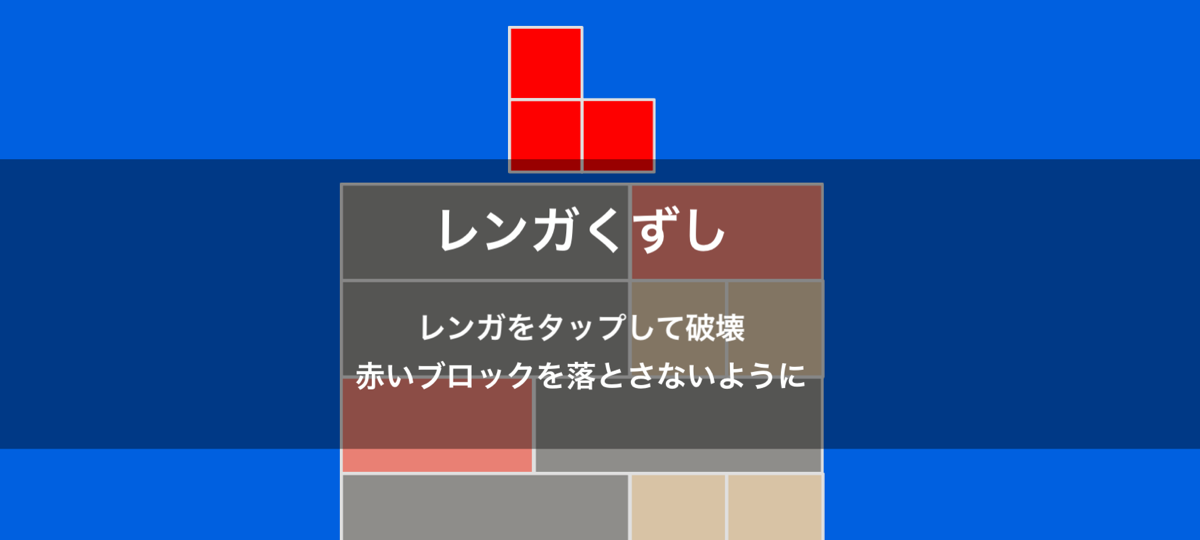 レンガくずし
レンガをタップして破壊
赤いブロックを落とさないように